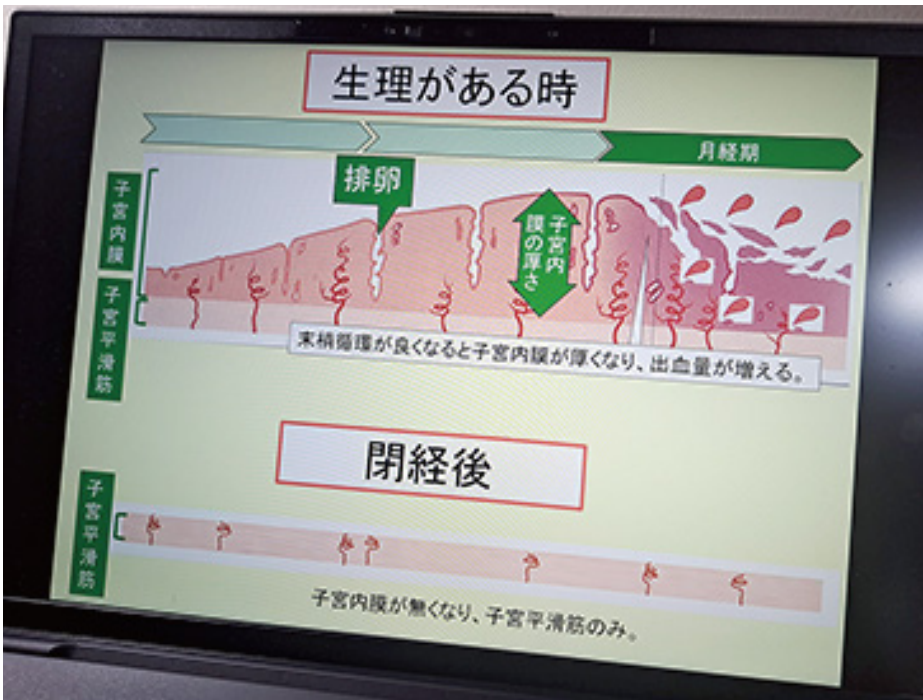 生理がある時
月経期
排卵
子宮内膜
子宮内
膜の厚さ
子宮平滑筋
末梢循環が良くなると子宮内膜が厚くなり、出血量が増える。
閉経後
子宮平滑筋
子宮内膜が無くなり、子宮平滑筋のみ。